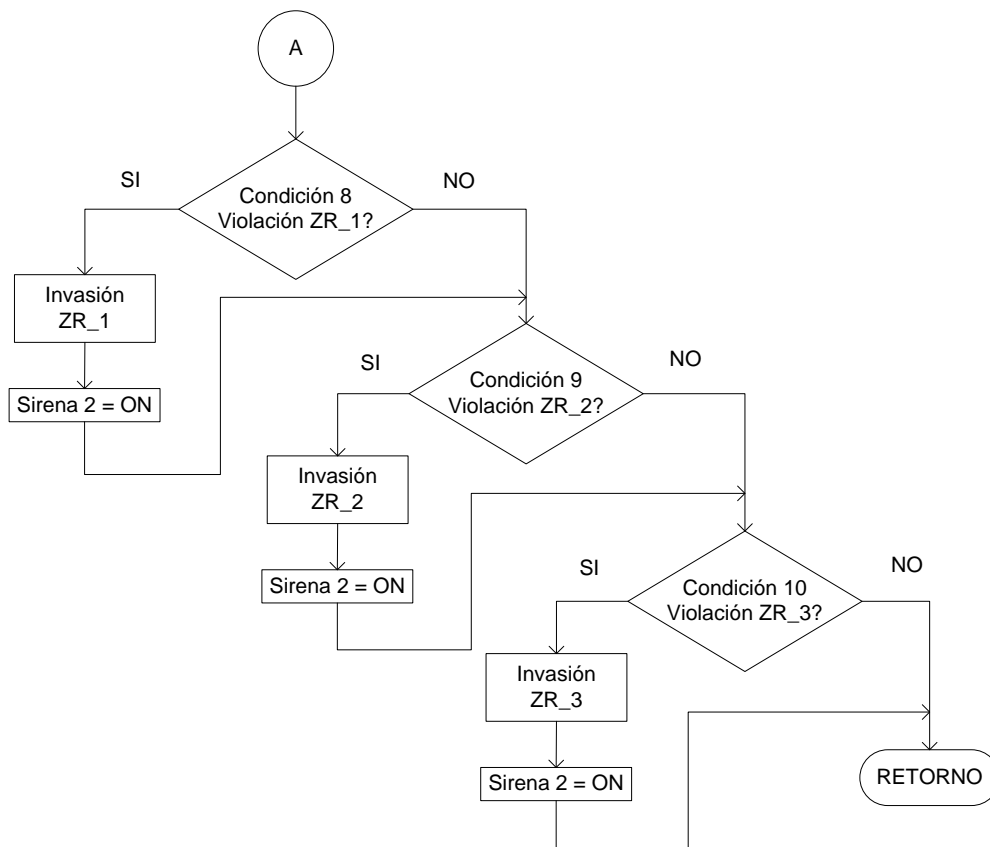 A
SI
NO
Condición 8
Violación ZR_1?
Invasión
ZR_1
Sirena 2 = ON
SI
NO
Condición 9
Violación ZR_2?
Invasión
ZR_2
Sirena 2 = ON
SI
NO
Condición 10
Violación ZR_3?
Invasión
ZR_3
Sirena 2 = ON
RETORNO